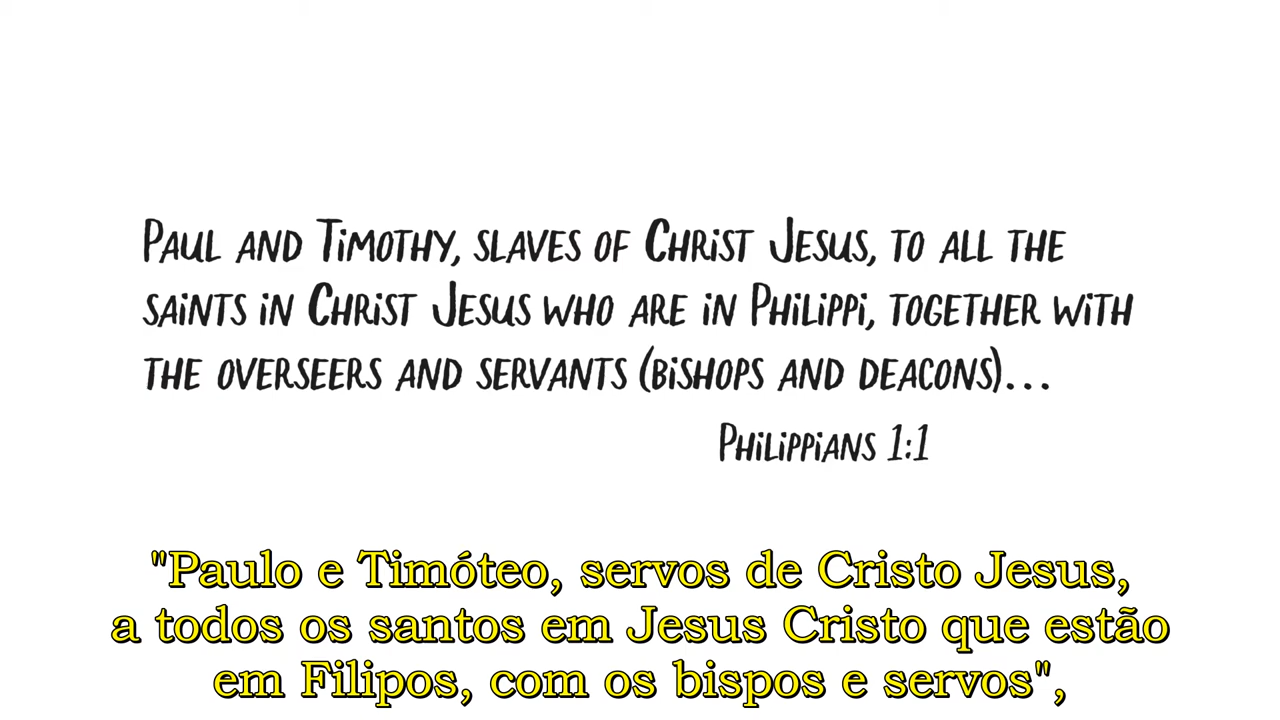 Paul and Timothy, slaves of Christ Jesus, to all the
saints in Christ Jesus who are in Philippi, together with
the overseers and servants (bishops and deacons)...
Philippians 1:1
"Paulo e Timóteo, servos de Cristo Jesus,
a todos os santos em Jesus Cristo que estão
em Filipos, com os bispos e servos",